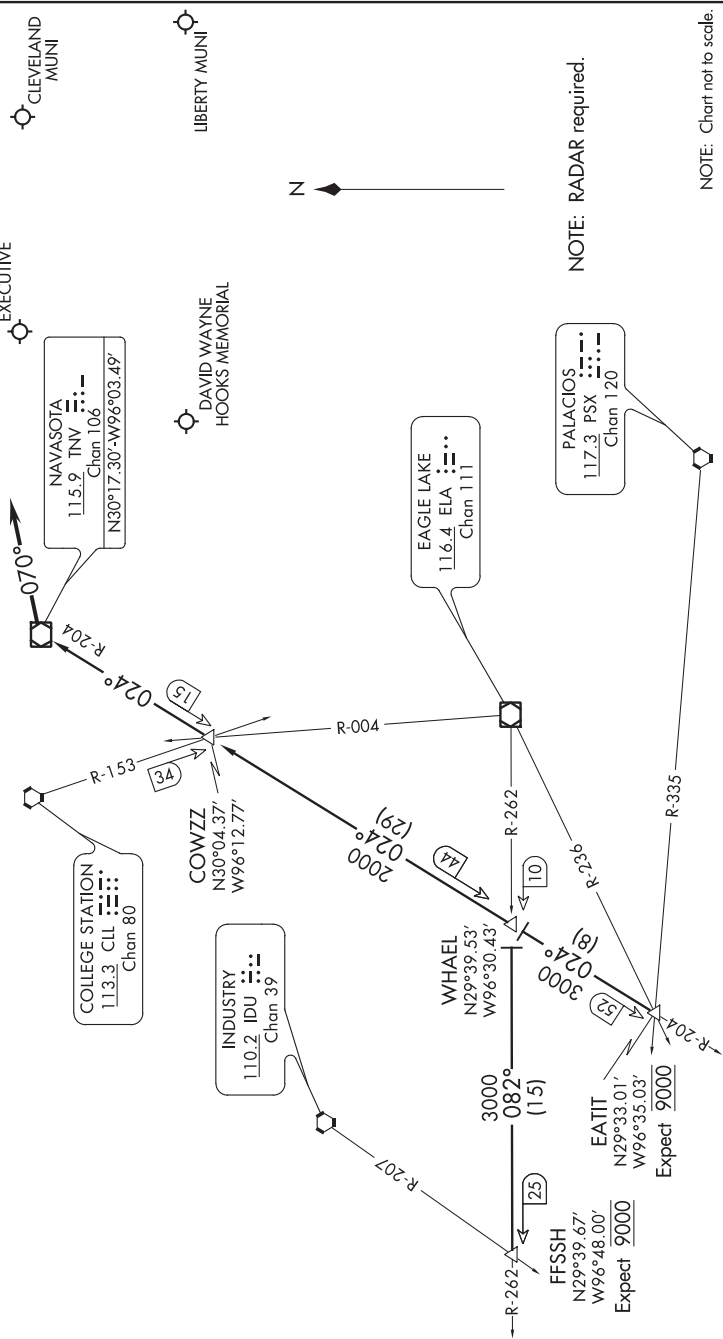 CLEVELAND
MUNI
LIBERTY MUNI
EXECUTIVE
DAVID WAYNE
HOOKS MEMORIAL
N
NOTE: RADAR required.
NOTE: Chart not to scale.
NAVASOTA
115.9 TNV
Chan 106
N30°17.30'-W96°03.49'
070°
R-204
024°
15
COLLEGE STATION
113.3 CLL
Chan 80
R-153
34
COWZZ
N30°04.37'
W96°12.77'
R-004
EAGLE LAKE
116.4 ELA
Chan 111
2000
024°
(29)
44
R-262
10
WHAEL
N29°39.53'
W96°30.43'
INDUSTRY
110.2 IDU
Chan 39
R-207
3000
082°
(15)
25
R-262
FFSSH
N29°39.67'
W96°48.00'
Expect 9000
3000
024°
(8)
52
R-236
R-204
EATIT
N29°33.01'
W96°35.03'
Expect 9000
PALACIOS
117.3 PSX
Chan 120
R-335